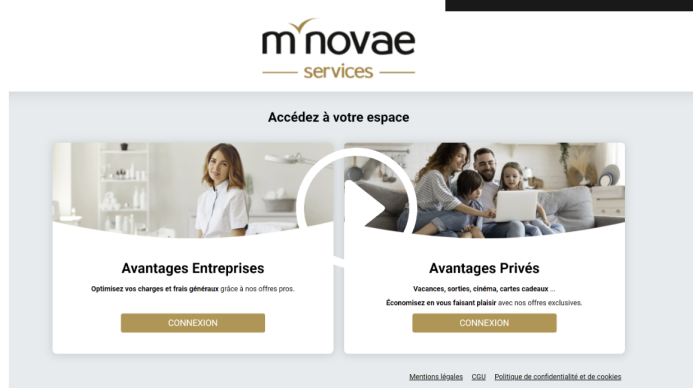 m'novae
services
Accédez à votre espace
Avantages Entreprises
Optimisez vos charges et frais généraux grâce à nos offres pros.
CONNEXION
Avantages Privés
Vacances, sorties, cinéma, cartes cadeaux ...
Économisez en vous faisant plaisir avec nos offres exclusives.
CONNEXION
Mentions légales CGU Politique de confidentialité et de cookies